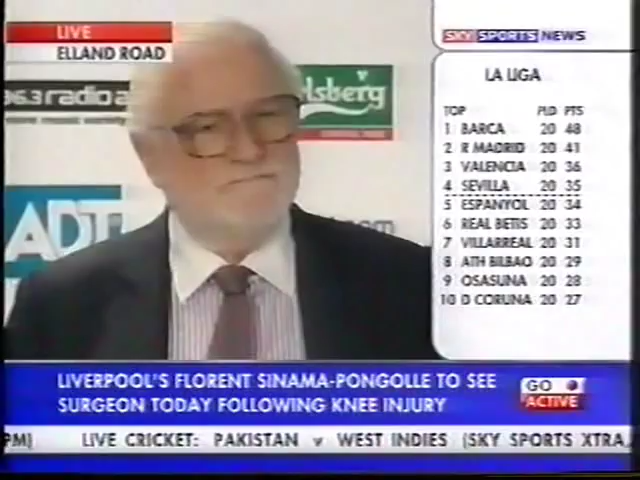 LIVE
ELLAND ROAD
96.3 radio a
lsberg
ADT
com
SKY SPORTS NEWS
LA LIGA
TOP PLD PTS
1 BARCA 20 48
2 R MADRID 20 41
3 VALENCIA 20 36
4 SEVILLA 20 35
5 ESPANYOL 20 34
6 REAL BETIS 20 33
7 VILLARREAL 20 31
8 ATH BILBAO 20 29
9 OSASUNA 20 28
10 D CORUNA 20 27
LIVERPOOL'S FLORENT SINAMA-PONGOLLE TO SEE
SURGEON TODAY FOLLOWING KNEE INJURY
GO
ACTIVE
PM) LIVE CRICKET: PAKISTAN v WEST INDIES (SKY SPORTS XTRA,